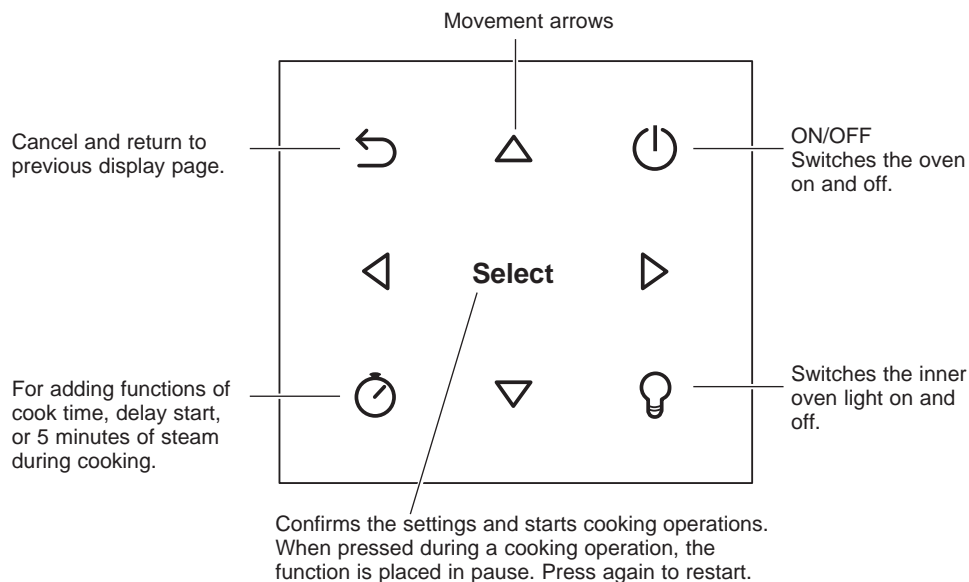 Movement arrows
Cancel and return to
previous display page.
ON/OFF
Switches the oven
on and off.
Select
For adding functions of
cook time, delay start,
or 5 minutes of steam
during cooking.
Switches the inner
oven light on and
off.
Confirms the settings and starts cooking operations.
When pressed during a cooking operation, the
function is placed in pause. Press again to restart.